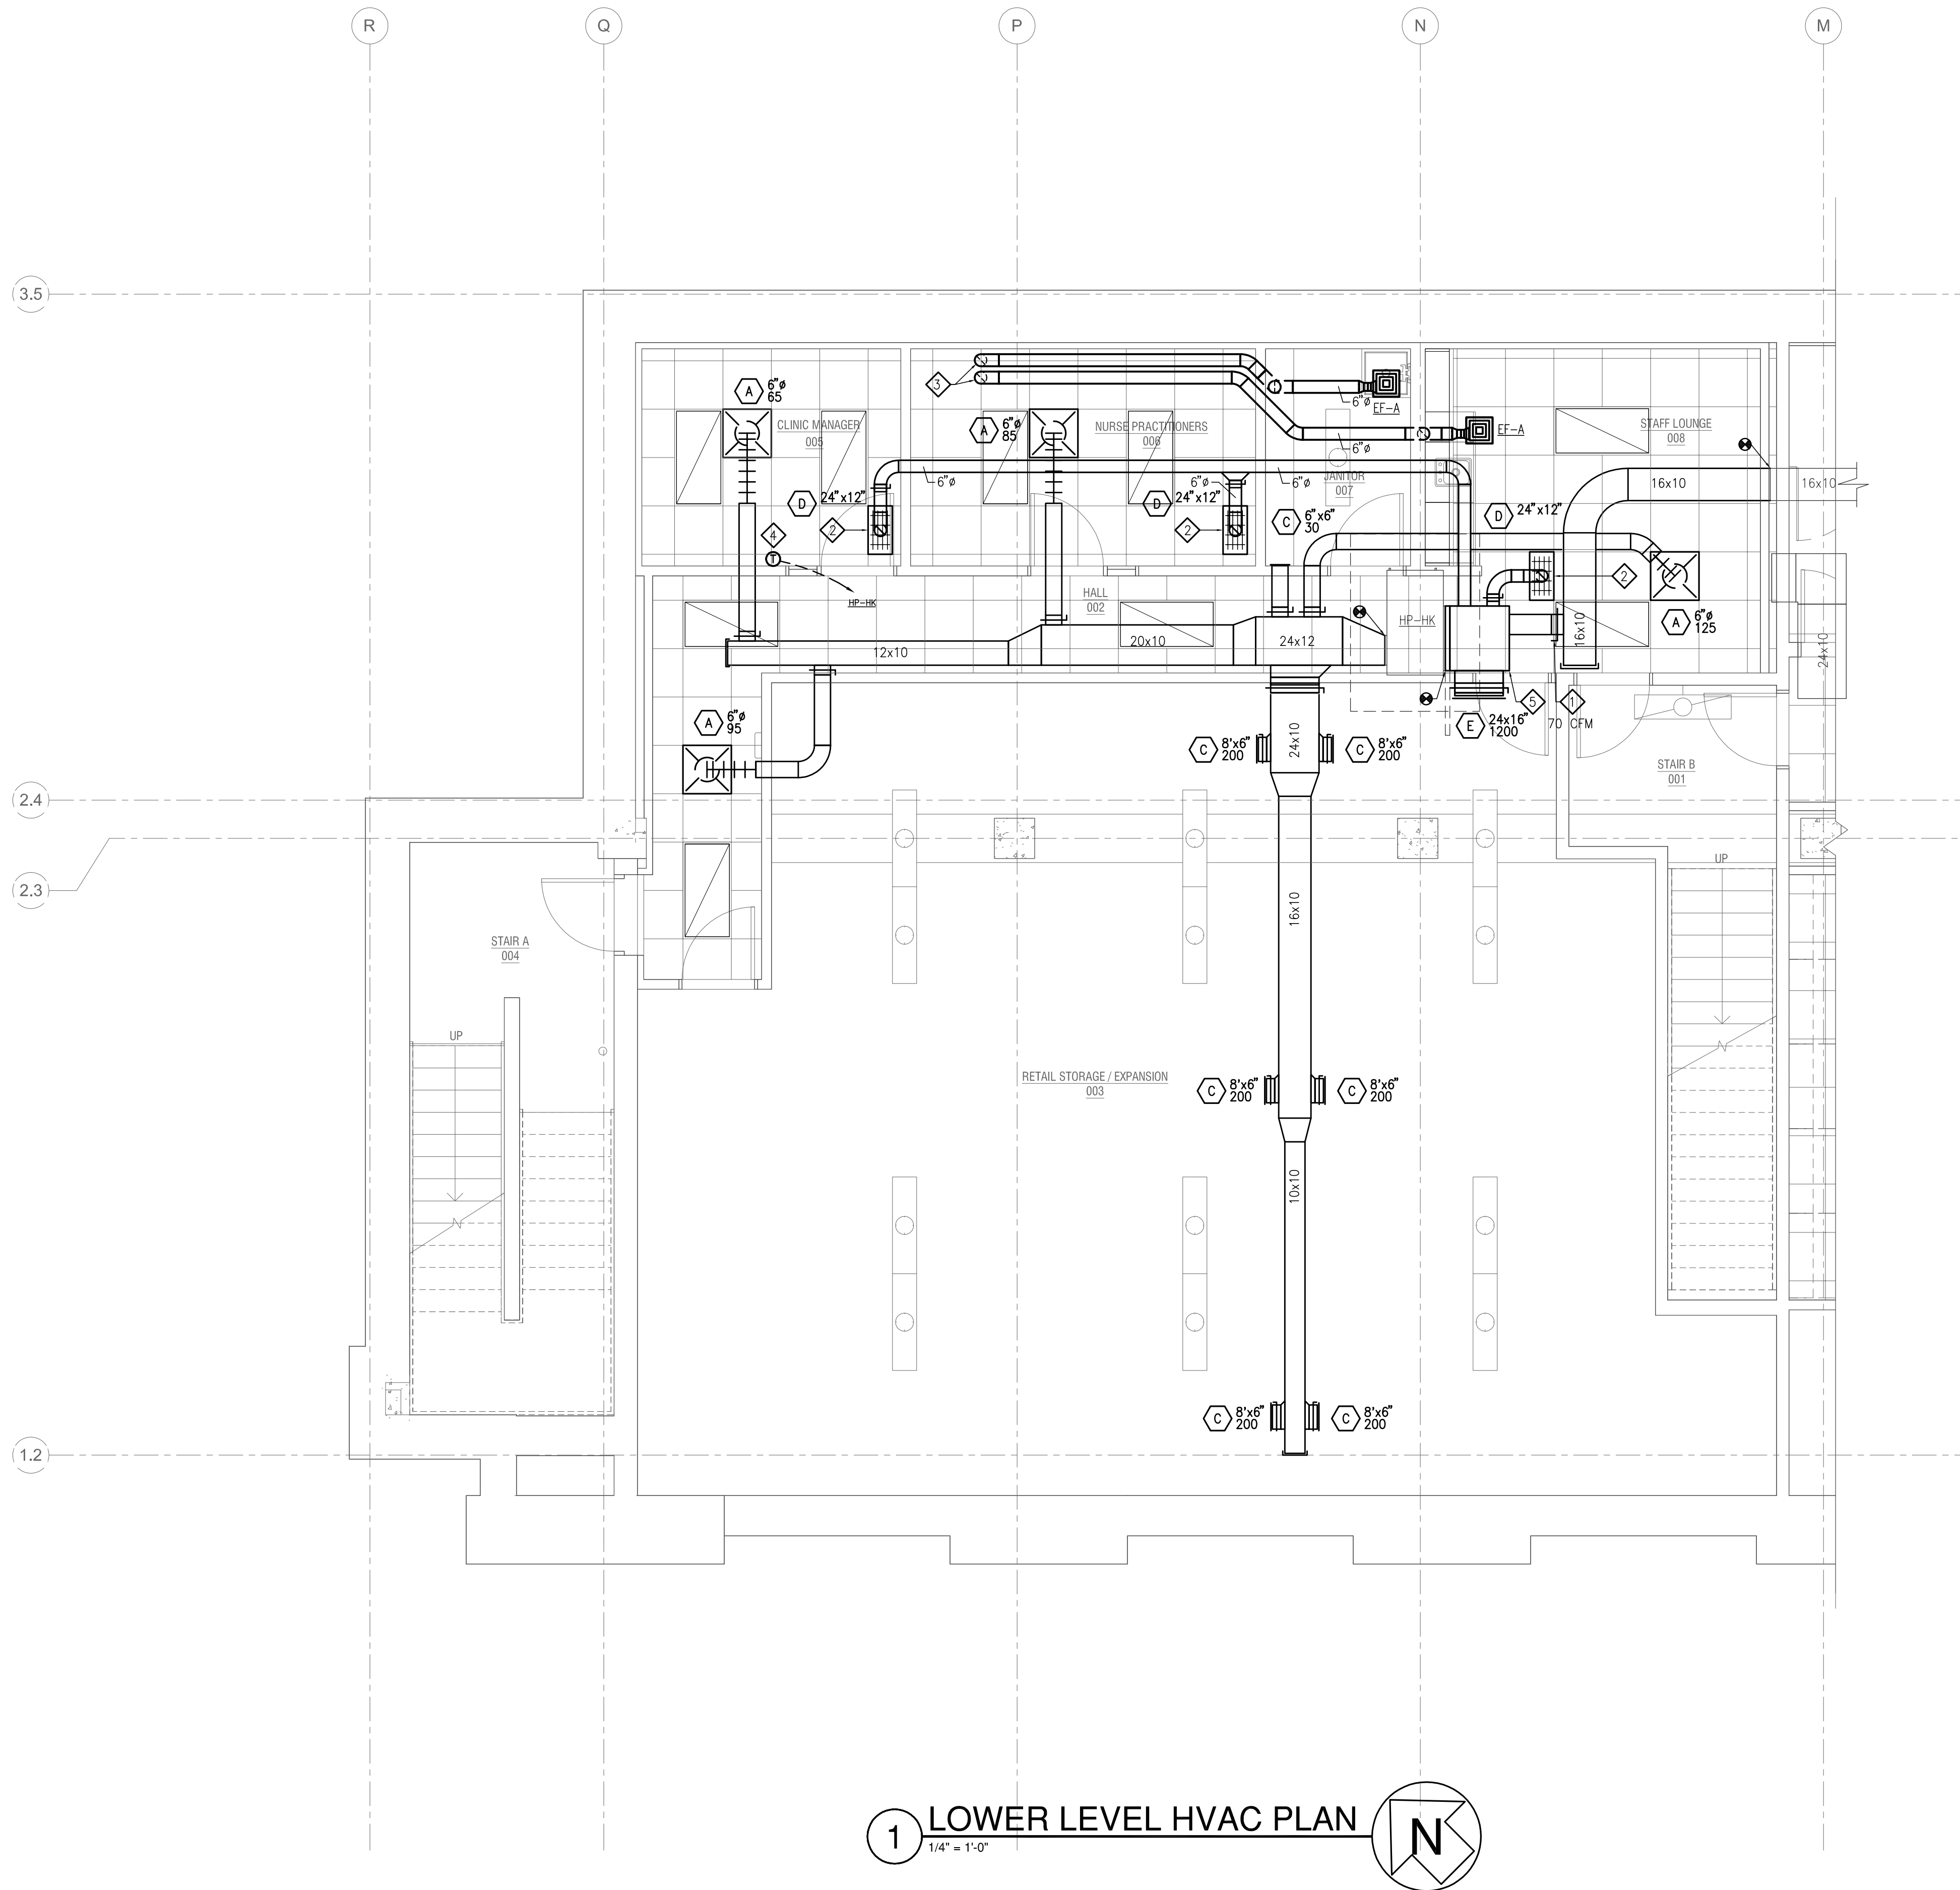 R
Q
P
N
M
3.5
3
A
6"ø
65
CLINIC MANAGER
005
A
6"ø
85
NURSE PRACTITIONERS
006
6"ø
EF-A
6"ø
EF-A
STAFF LOUNGE
008
6"ø
6"ø
6"ø
JANITOR
007
16x10
16x10
D
24"x12"
2
D
24"x12"
2
C
6"x6"
30
D
24"x12"
4
T
HP-HK
2
HALL
002
HP-HK
A
6"ø
125
12x10
20x10
24x12
16x10
24x10
A
6"ø
95
5
1
70 CFM
E
24x16"
1200
C
8'x6"
200
24x10
C
8'x6"
200
STAIR B
001
2.4
2.3
UP
16x10
STAIR A
004
UP
RETAIL STORAGE / EXPANSION
003
C
8'x6"
200
C
8'x6"
200
N
10x10
N
C
8'x6"
200
C
8'x6"
200
1.2
1
LOWER LEVEL HVAC PLAN
1/4" = 1'-0"
N